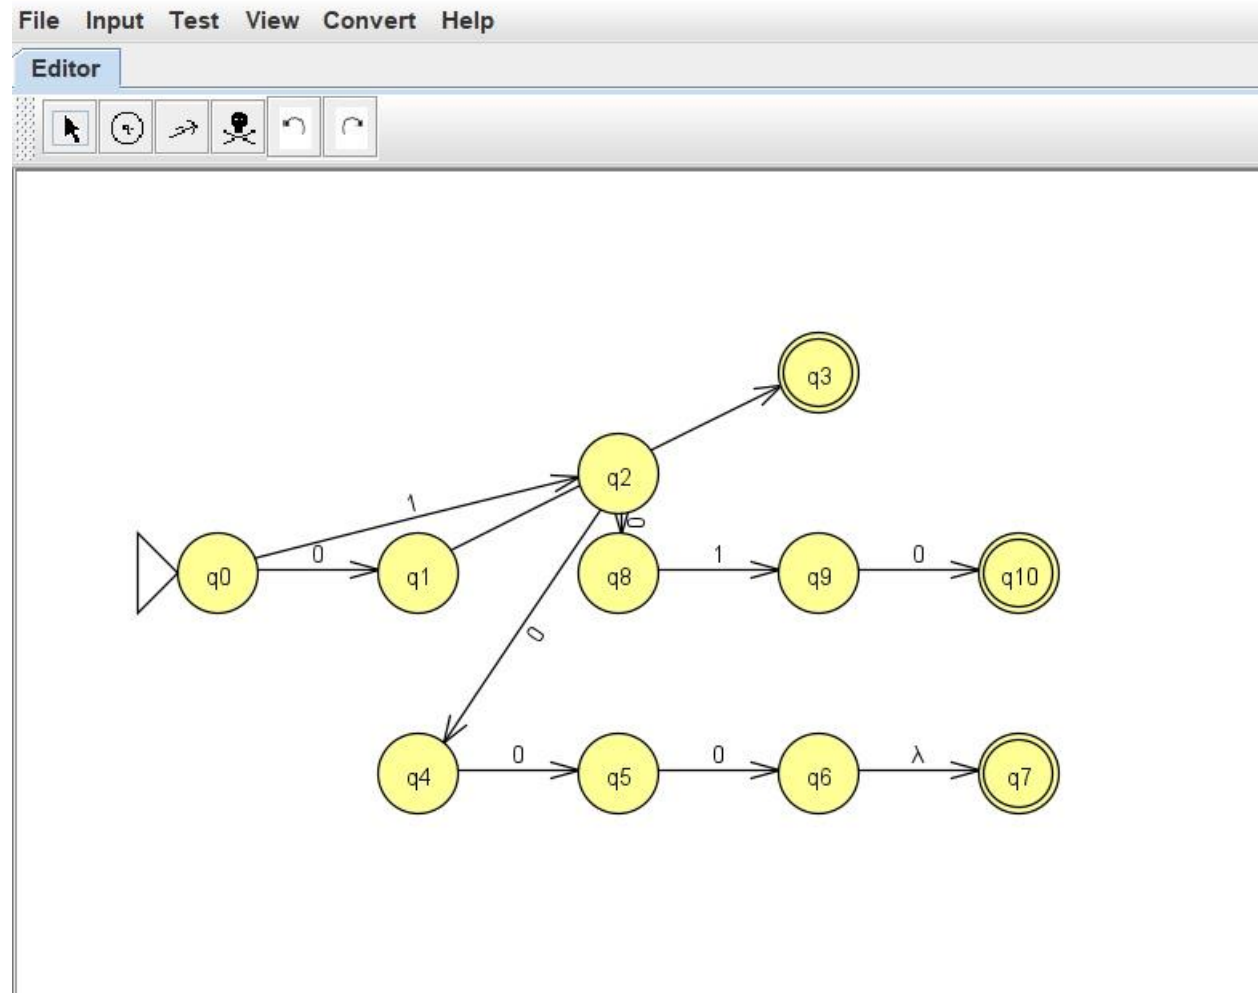 File Input Test View Convert Help
Editor
q3
q2
1
0
0
q0
q1
q8
1
q9
0
q10
0
q4
0
q5
0
q6
λ
q7